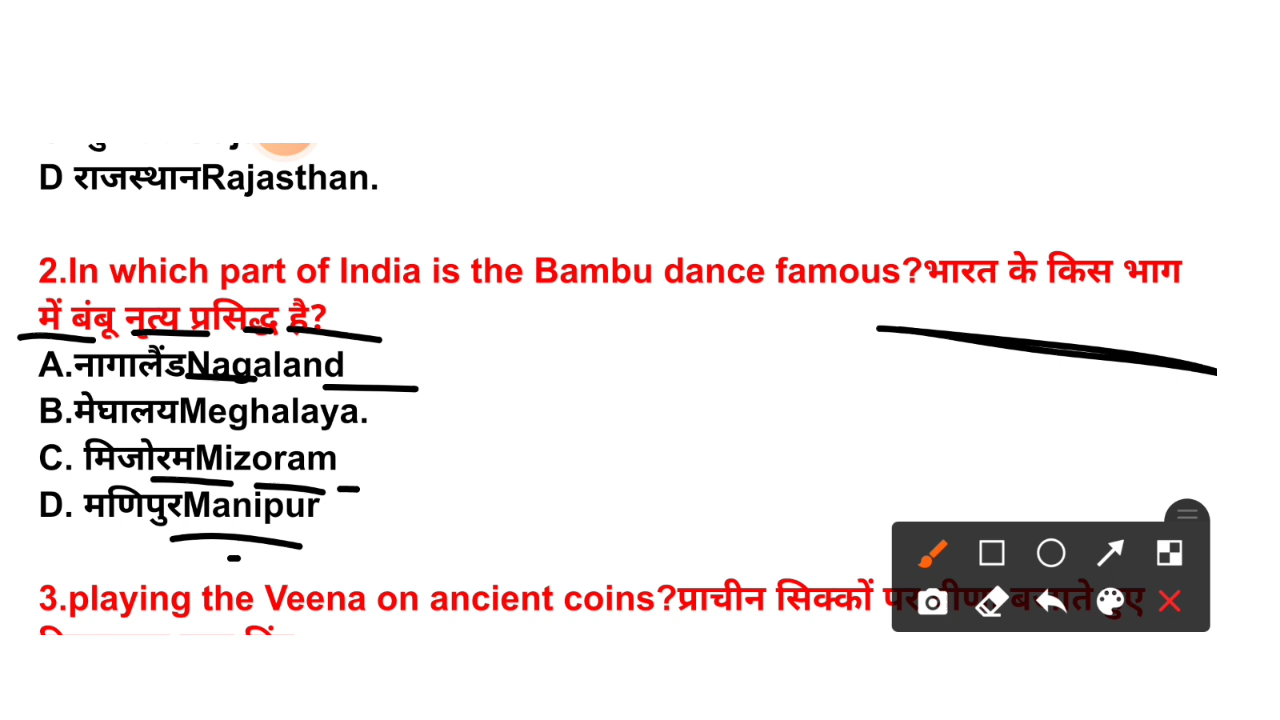 D राजस्थानRajasthan.
2.In which part of India is the Bambu dance famous?भारत के किस भाग
में बंबू नृत्य प्रसिद्ध है?
A.नागालैंडNagaland
B.मेघालयMeghalaya.
C. मिजोरमMizoram
D. मणिपुरManipur
3.playing the Veena on ancient coins?प्राचीन सिक्कों पर